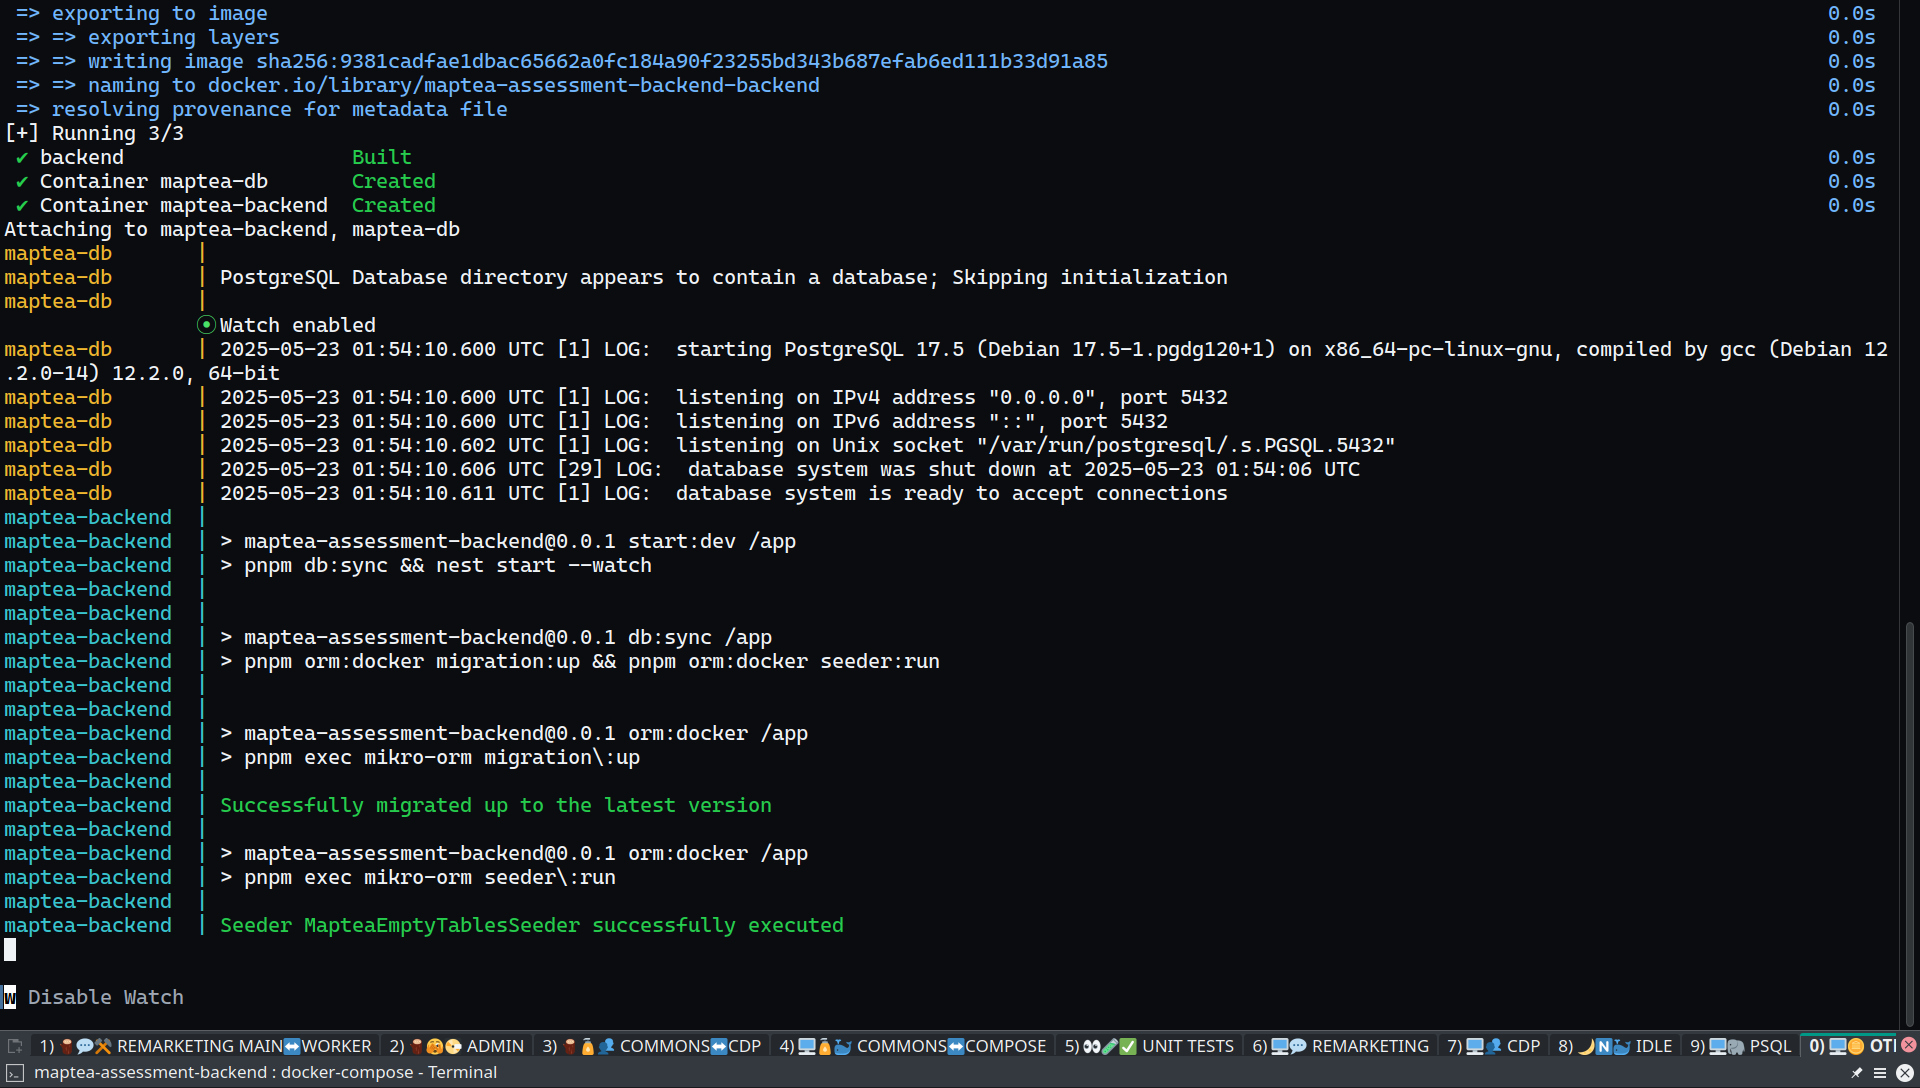 => exporting to image 0.0s
=> => exporting layers 0.0s
=> => writing image sha256:9381cadfae1dbac65662a0fc184a90f23255bd343b687efab6ed111b33d91a85 0.0s
=> => naming to docker.io/library/maptea-assessment-backend-backend 0.0s
=> resolving provenance for metadata file 0.0s
[+] Running 3/3
✔ backend Built 0.0s
✔ Container maptea-db Created 0.0s
✔ Container maptea-backend Created 0.0s
Attaching to maptea-backend, maptea-db
maptea-db |
maptea-db | PostgreSQL Database directory appears to contain a database; Skipping initialization
maptea-db |
Watch enabled
maptea-db | 2025-05-23 01:54:10.600 UTC [1] LOG:  starting PostgreSQL 17.5 (Debian 17.5-1.pgdg120+1) on x86_64-pc-linux-gnu, compiled by gcc (Debian 12
.2.0-14) 12.2.0, 64-bit
maptea-db | 2025-05-23 01:54:10.600 UTC [1] LOG:  listening on IPv4 address "0.0.0.0", port 5432
maptea-db | 2025-05-23 01:54:10.600 UTC [1] LOG:  listening on IPv6 address "::", port 5432
maptea-db | 2025-05-23 01:54:10.602 UTC [1] LOG:  listening on Unix socket "/var/run/postgresql/.s.PGSQL.5432"
maptea-db | 2025-05-23 01:54:10.606 UTC [29] LOG:  database system was shut down at 2025-05-23 01:54:06 UTC
maptea-db | 2025-05-23 01:54:10.611 UTC [1] LOG:  database system is ready to accept connections
maptea-backend |
maptea-backend | > maptea-assessment-backend@0.0.1 start:dev /app
maptea-backend | > pnpm db:sync && nest start --watch
maptea-backend |
maptea-backend |
maptea-backend | > maptea-assessment-backend@0.0.1 db:sync /app
maptea-backend | > pnpm orm:docker migration:up && pnpm orm:docker seeder:run
maptea-backend |
maptea-backend |
maptea-backend | > maptea-assessment-backend@0.0.1 orm:docker /app
maptea-backend | > pnpm exec mikro-orm migration\:up
maptea-backend |
maptea-backend | Successfully migrated up to the latest version
maptea-backend |
maptea-backend | > maptea-assessment-backend@0.0.1 orm:docker /app
maptea-backend | > pnpm exec mikro-orm seeder\:run
maptea-backend |
maptea-backend | Seeder MapteaEmptyTablesSeeder successfully executed
w Disable Watch
1) REMARKETING MAIN↔WORKER 2) ADMIN 3) COMMONS↔CDP 4) COMMONS↔COMPOSE 5) UNIT TESTS 6) REMARKETING 7) CDP 8) IDLE 9) PSQL 0) OTI
maptea-assessment-backend : docker-compose - Terminal